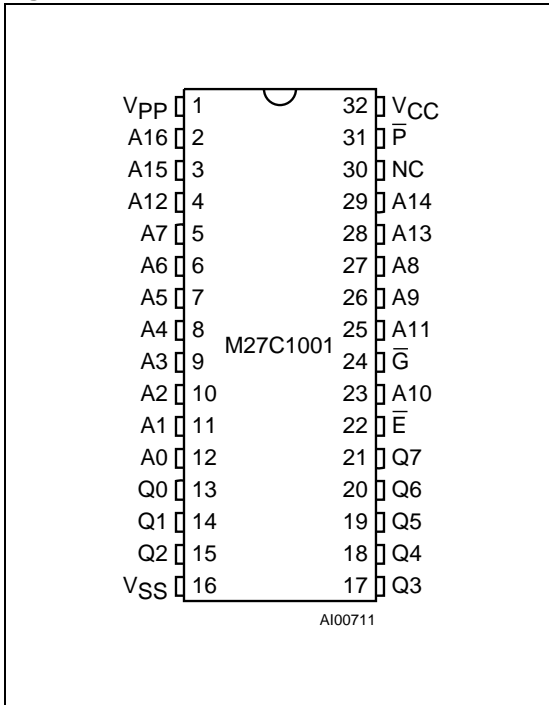 VPP 1 32 VCC
A16 2 31 P̅
A15 3 30 NC
A12 4 29 A14
A7 5 28 A13
A6 6 27 A8
A5 7 26 A9
A4 8 25 A11
M27C1001
A3 9 24 G̅
A2 10 23 A10
A1 11 22 E̅
A0 12 21 Q7
Q0 13 20 Q6
Q1 14 19 Q5
Q2 15 18 Q4
VSS 16 17 Q3
AI00711